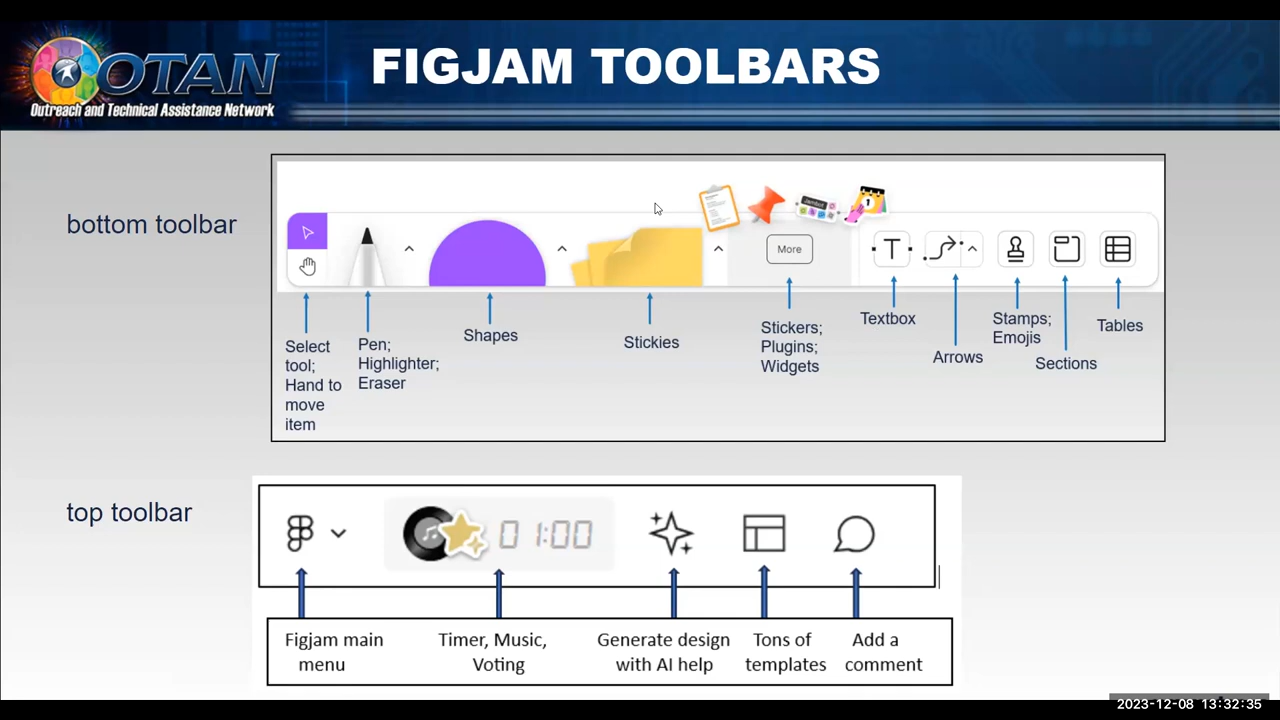 OTAN
Outreach and Technical Assistance Network
FIGJAM TOOLBARS
bottom toolbar
Jambot
1
More
T
Select
tool;
Hand to
move
item
Pen;
Highlighter;
Eraser
Shapes
Stickies
Stickers;
Plugins;
Widgets
Textbox
Arrows
Stamps;
Emojis
Sections
Tables
top toolbar
01:00
Figjam main
menu
Timer, Music,
Voting
Generate design
with AI help
Tons of
templates
Add a
comment
2023-12-08 13:32:35